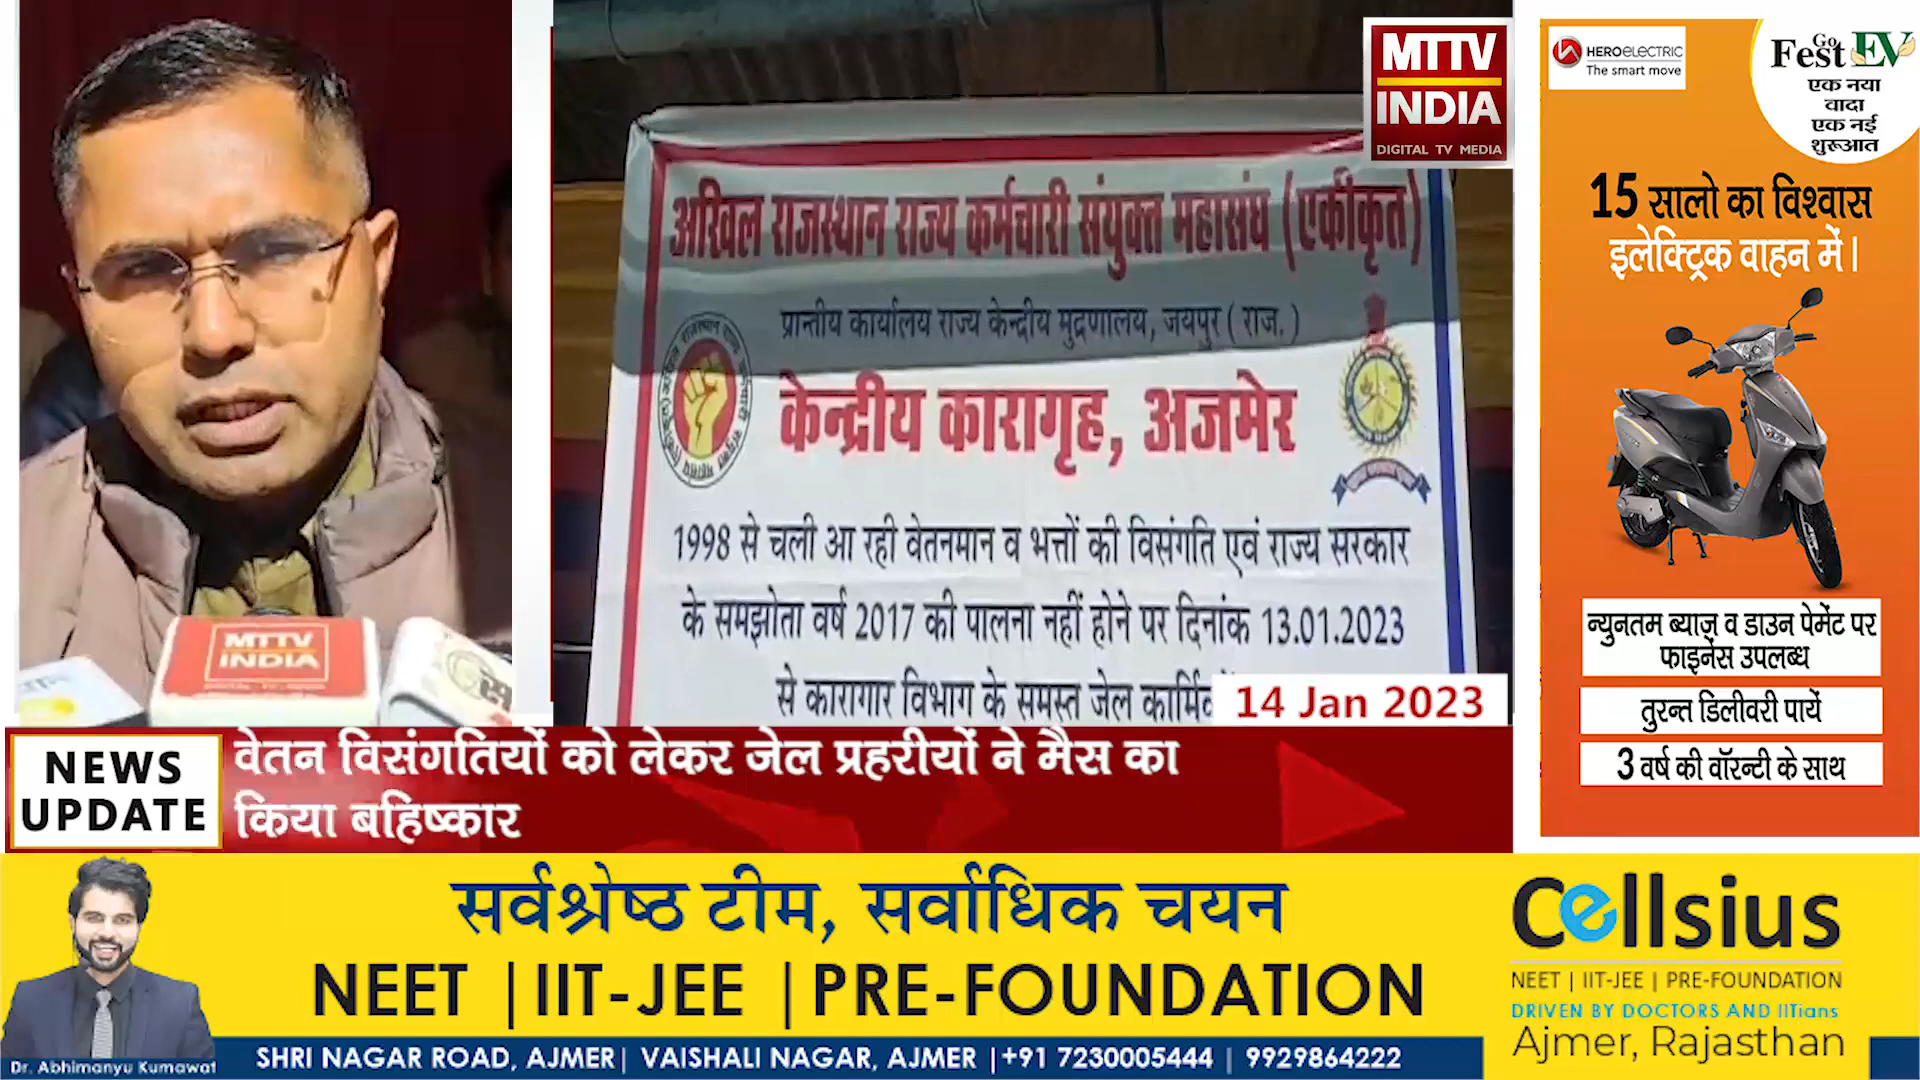 MTTV
INDIA
DIGITAL TV MEDIA
अखिल राजस्थान राज्य कर्मचारी संयुक्त महासंघ (एकीकृत)
प्रान्तीय कार्यालय राज्य केन्द्रीय मुद्रणालय, जयपुर ( राज. )
केन्द्रीय कारागृह, अजमेर
1998 से चली आ रही वेतनमान व भत्तों की विसंगति एवं राज्य सरकार
के समझोता वर्ष 2017 की पालना नहीं होने पर दिनांक 13.01.2023
से कारागार विभाग के समस्त जेल
14 Jan 2023
MTTV
INDIA
NEWS
UPDATE
वेतन विसंगतियों को लेकर जेल प्रहरीयों ने मैस का
किया बहिष्कार
HERO ELECTRIC
The smart move
Go
Fest EV
एक नया
वादा
एक नई
शुरूआत
15 सालो का विश्वास
इलेक्ट्रिक वाहन में।
न्युनतम ब्याज व डाउन पेमेंट पर
फाइनेंस उपलब्ध
तुरन्त डिलीवरी पायें
3 वर्ष की वॉरन्टी के साथ
सर्वश्रेष्ठ टीम, सर्वाधिक चयन
NEET | IIT-JEE | PRE-FOUNDATION
Dr. Abhimanyu Kumawat
SHRI NAGAR ROAD, AJMER| VAISHALI NAGAR, AJMER |+91 7230005444 | 9929864222
Cellsius
NEET | IIT-JEE | PRE-FOUNDATION
DRIVEN BY DOCTORS AND IITians
Ajmer, Rajasthan